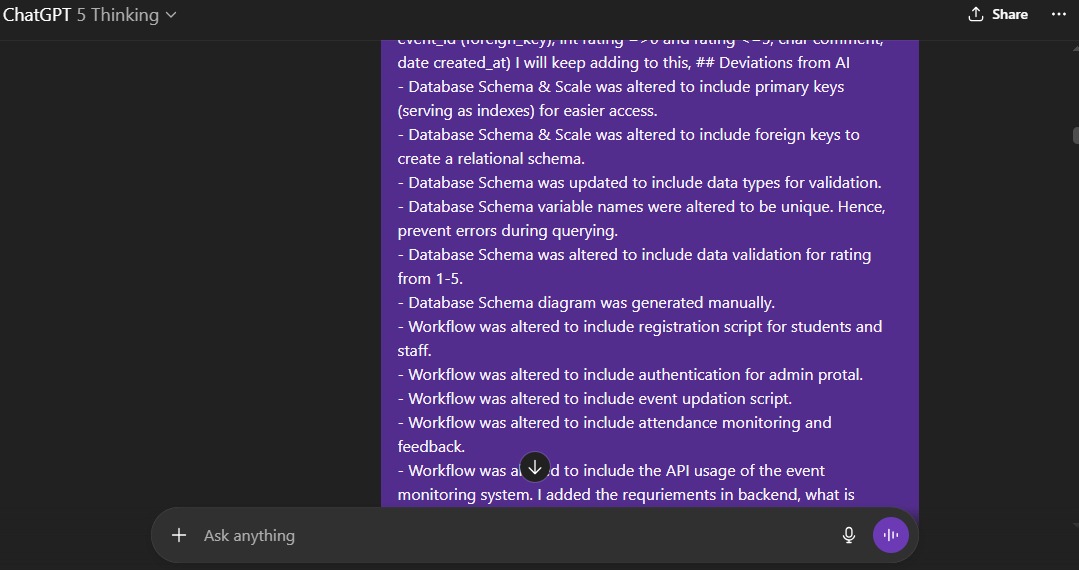 ChatGPT 5 Thinking
Share
event_id (foreign_key), int rating =>0 and rating <=5, char comment,
date created_at) I will keep adding to this, ## Deviations from AI
- Database Schema & Scale was altered to include primary keys
(serving as indexes) for easier access.
- Database Schema & Scale was altered to include foreign keys to
create a relational schema.
- Database Schema was updated to include data types for validation.
- Database Schema variable names were altered to be unique. Hence,
prevent errors during querying.
- Database Schema was altered to include data validation for rating
from 1-5.
- Database Schema diagram was generated manually.
- Workflow was altered to include registration script for students and
staff.
- Workflow was altered to include authentication for admin protal.
- Workflow was altered to include event updation script.
- Workflow was altered to include attendance monitoring and
feedback.
- Workflow was al d to include the API usage of the event
monitoring system. I added the requriements in backend, what is
Ask anything